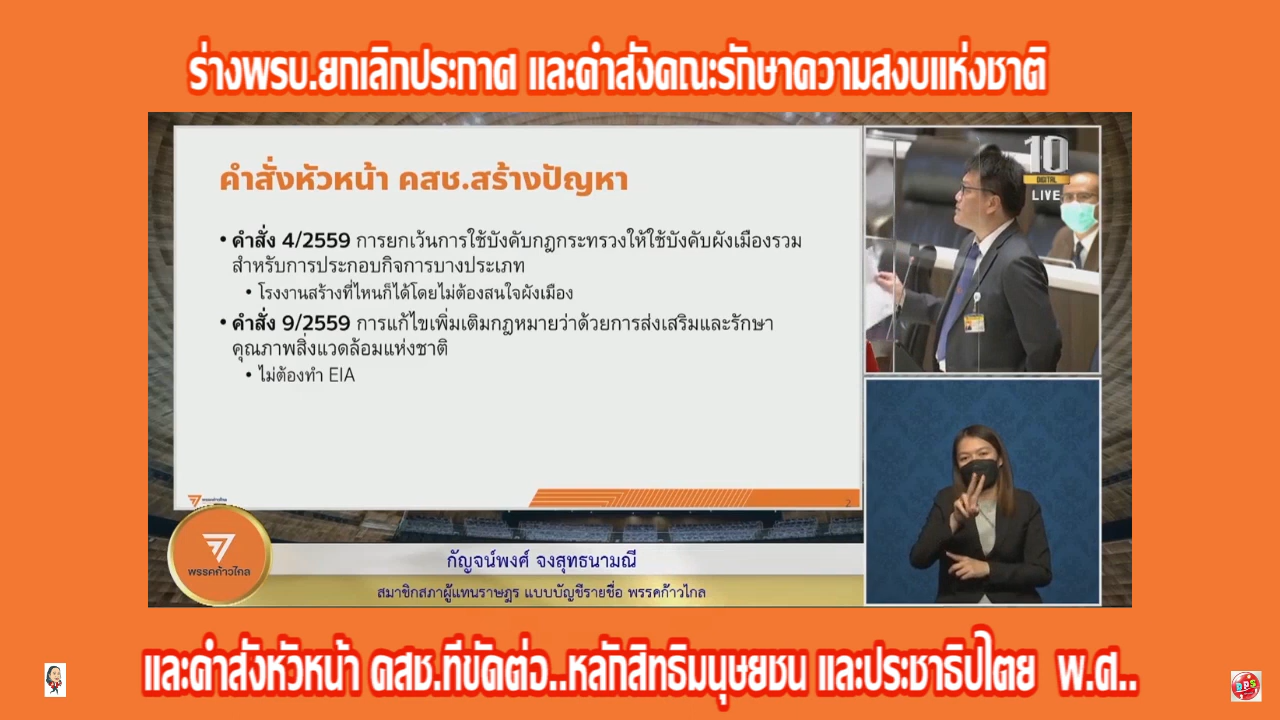 ร่างพรบ.ยกเลิกประกาศ และคำสั่งคณะรักษาความสงบแห่งชาติ
คำสั่งหัวหน้า คสช.สร้างปัญหา
• คำสั่ง 4/2559 การยกเว้นการใช้บังคับกฎกระทรวงให้ใช้บังคับผังเมืองรวม
สำหรับการประกอบกิจการบางประเภท
• โรงงานสร้างที่ไหนก็ได้โดยไม่ต้องสนใจผังเมือง
• คำสั่ง 9/2559 การแก้ไขเพิ่มเติมกฎหมายว่าด้วยการส่งเสริมและรักษา
คุณภาพสิ่งแวดล้อมแห่งชาติ
• ไม่ต้องทำ EIA
พรรคก้าวไกล
2
10
DIGITAL
LIVE
พรรคก้าวไกล
กัญจน์พงศ์ จงสุทธนามณี
สมาชิกสภาผู้แทนราษฎร แบบบัญชีรายชื่อ พรรคก้าวไกล
และคำสั่งหัวหน้า คสช.ที่ขัดต่อ..หลักสิทธิมนุษยชน และประชาธิปไตย พ.ศ..
DPS